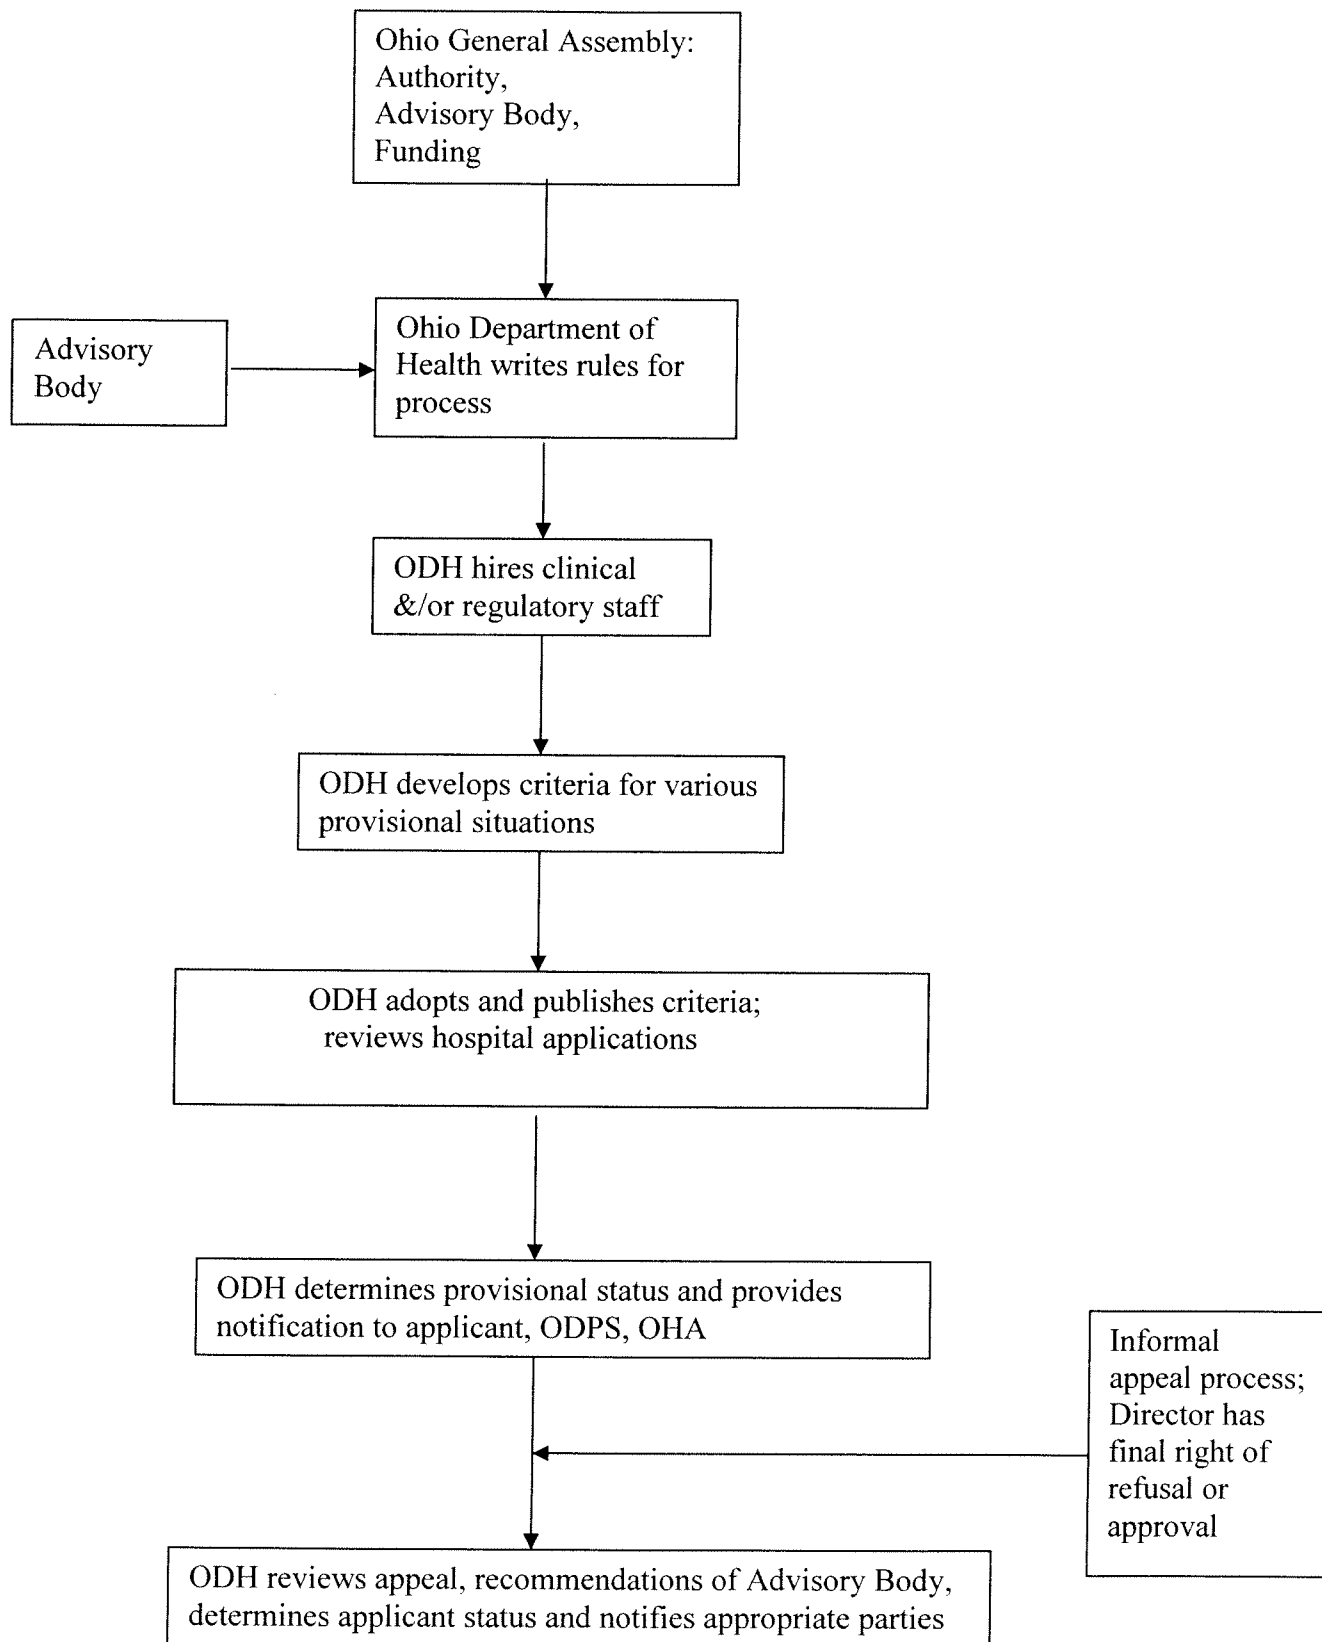 Ohio General Assembly:
Authority,
Advisory Body,
Funding
Advisory
Body
Ohio Department of
Health writes rules for
process
ODH hires clinical
&/or regulatory staff
ODH develops criteria for various
provisional situations
ODH adopts and publishes criteria;
reviews hospital applications
ODH determines provisional status and provides
notification to applicant, ODPS, OHA
Informal
appeal process;
Director has
final right of
refusal or
approval
ODH reviews appeal, recommendations of Advisory Body,
determines applicant status and notifies appropriate parties